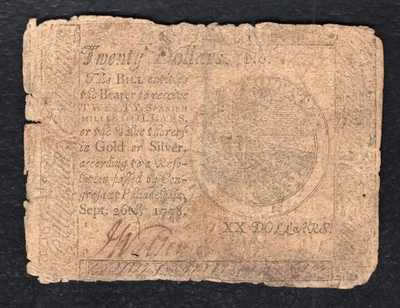 Twenty Dollars. No.
THIS BILL entitles
the Bearer to receive
TWENTY SPANISH
MILLED DOLLARS,
or the Value thereof
in Gold or Silver,
according to a Reso-
lution passed by Con-
gress at Philadelphia,
Sept. 26th, 1778.
XX DOLLARS.